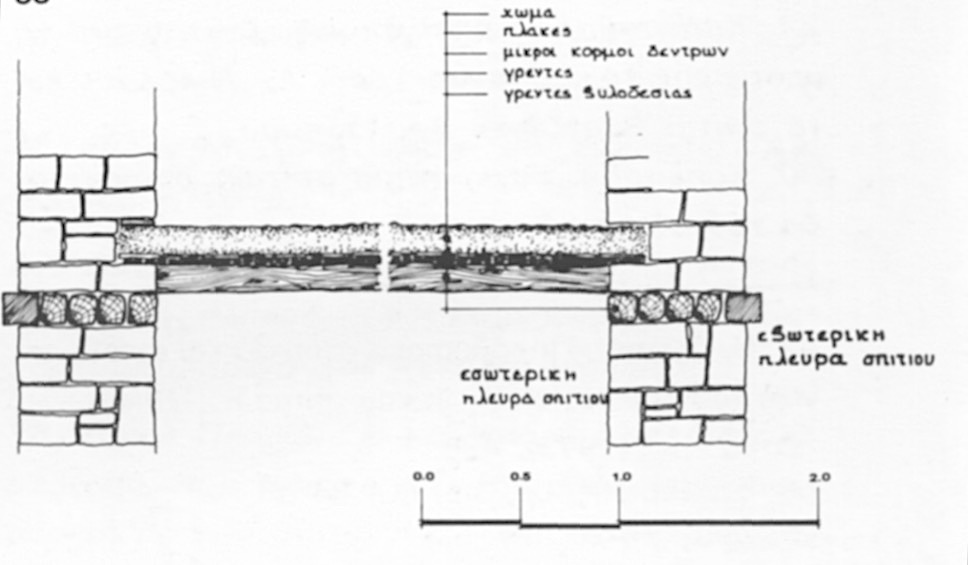 χωμα
πλακες
μικροι κορμοι δεντρων
γρεντες
γρεντες ξυλοδεσιας
εξωτερικη
πλευρα σπιτιου
εσωτερικη
πλευρα σπιτιου
0.0 0.5 1.0 2.0